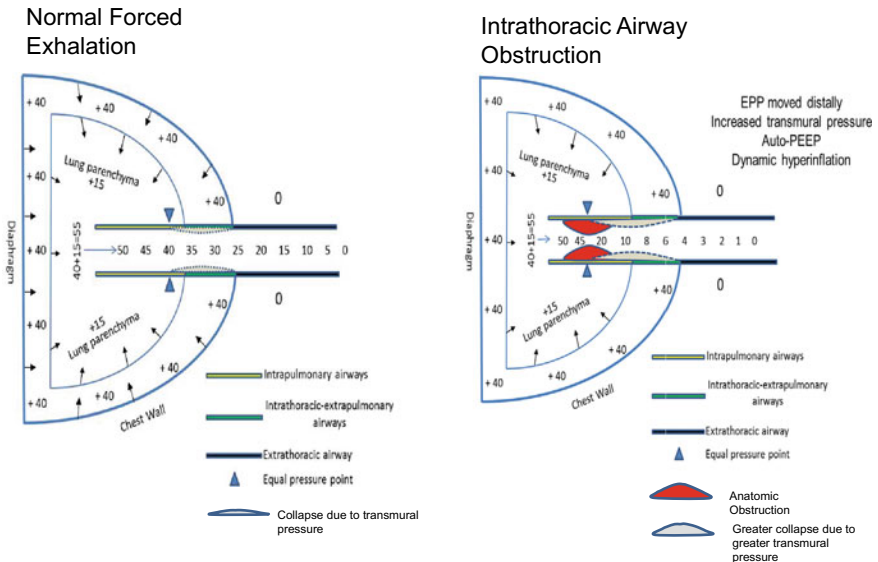 Normal Forced
Exhalation
+ 40
+ 40
+ 40
+ 40
+ 40
+ 40
+ 40
+ 40
+ 40
+ 40
Lung parenchyma
+15
Diaphragm
40+15=55
0
50 45 40 35 30 25 20 15 10 5 0
0
+15
Lung parenchyma
Chest Wall
Intrapulmonary airways
Intrathoracic-extrapulmonary
airways
Extrathoracic airway
Equal pressure point
Collapse due to transmural
pressure
Intrathoracic Airway
Obstruction
EPP moved distally
Increased transmural pressure
Auto-PEEP
Dynamic hyperinflation
+ 40
+ 40
+ 40
+ 40
+ 40
+ 40
+ 40
+ 40
+ 40
+ 40
+ 40
Lung parenchyma
+15
Diaphragm
40+15=55
0
50 45 20 10 8 6 4 3 2 1 0
0
+15
Lung parenchyma
Chest Wall
Intrapulmonary airways
Intrathoracic-extrapulmonary
airways
Extrathoracic airway
Equal pressure point
Anatomic
Obstruction
Greater collapse due to
greater transmural
pressure